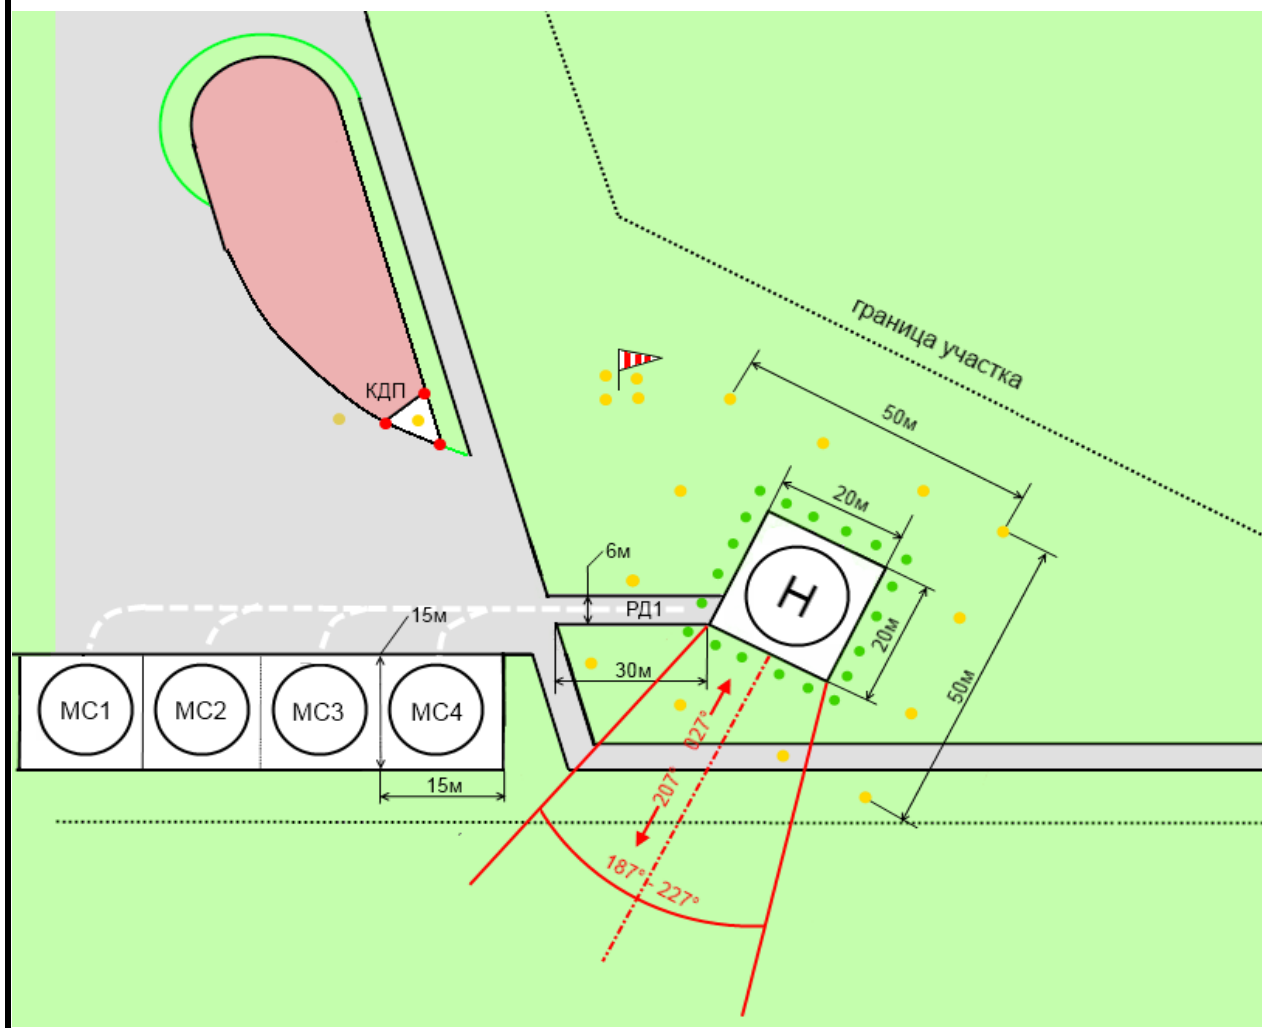 граница участка
КДП
50м
20м
6м
РД1
H
15м
20м
50м
30м
МС1
МС2
МС3
МС4
15м
027°
207°
187°- 227°